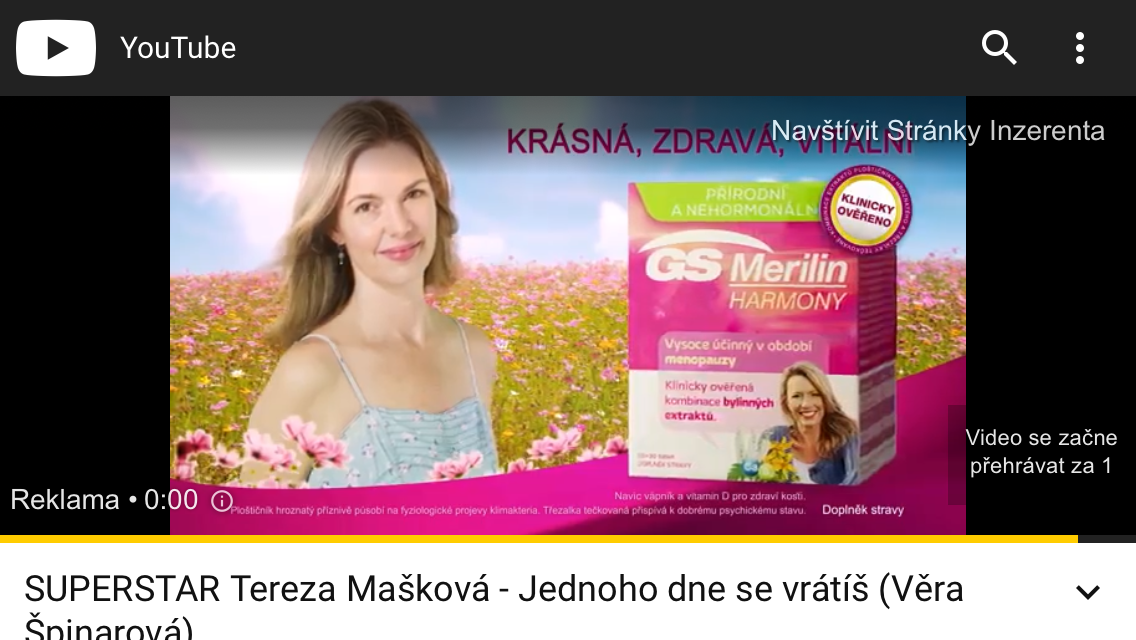 YouTube
Navštívit Stránky Inzerenta
KRÁSNÁ, ZDRAVÁ, VITÁLNÍ
PŘÍRODNÍ
A NEHORMONÁLN
KLINICKY
OVĚŘENO
GS Merilin
HARMONY
Vysoce účinný v období
menopauzy
Klinicky ověřená
kombinace bylinných
extraktů.
DOPLNĚK STRAVY
Video se začne
přehrávat za 1
Reklama • 0:00
Navíc vápník a vitamin D pro zdraví kostí.
Ploštičník hroznatý příznivě působí na fyziologické projevy klimakteria. Třezalka tečkovaná přispívá k dobrému psychickému stavu. Doplněk stravy
SUPERSTAR Tereza Mašková - Jednoho dne se vrátíš (Věra
Špinarová)